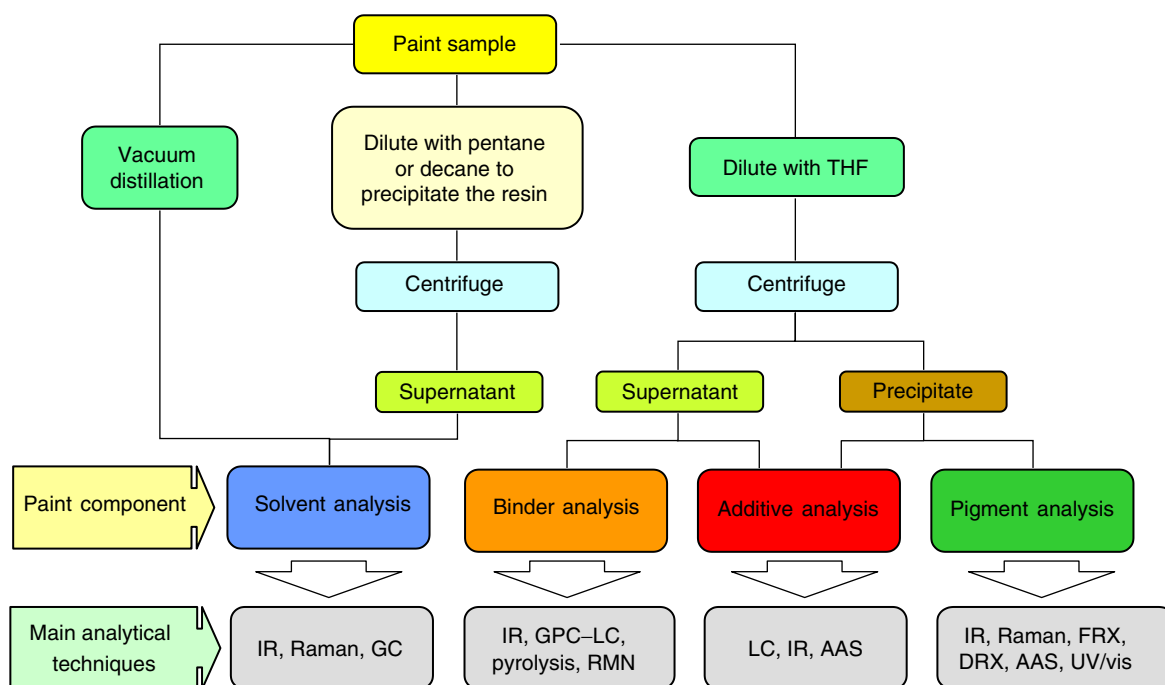 Paint sample
Vacuum
distillation
Dilute with pentane
or decane to
precipitate the resin
Dilute with THF
Centrifuge
Centrifuge
Supernatant
Supernatant
Precipitate
Paint component
Solvent analysis
Binder analysis
Additive analysis
Pigment analysis
Main analytical
techniques
IR, Raman, GC
IR, GPC–LC,
pyrolysis, RMN
LC, IR, AAS
IR, Raman, FRX,
DRX, AAS, UV/vis